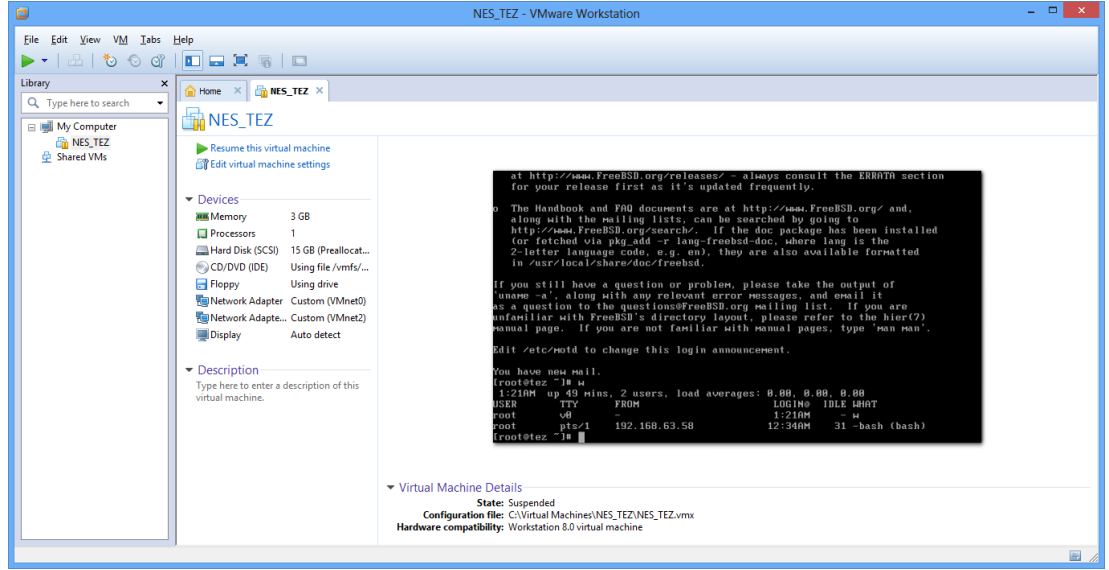 NES_TEZ - VMware Workstation
File Edit View VM Tabs Help
Library
Type here to search
My Computer
NES_TEZ
Shared VMs
Home
NES_TEZ
NES_TEZ
Resume this virtual machine
Edit virtual machine settings
Devices
Memory 3 GB
Processors 1
Hard Disk (SCSI) 15 GB (Preallocat...
CD/DVD (IDE) Using file /vmfs/...
Floppy Using drive
Network Adapter Custom (VMnet0)
Network Adapte... Custom (VMnet2)
Display Auto detect
Description
Type here to enter a description of this
virtual machine.
at http://www.FreeBSD.org/releases/ - always consult the ERRATA section
for your release first as it's updated frequently.
o The Handbook and FAQ documents are at http://www.FreeBSD.org/ and,
along with the mailing lists, can be searched by going to
http://www.FreeBSD.org/search/. If the doc package has been installed
(or fetched via pkg_add -r lang-freebsd-doc, where lang is the
2-letter language code, e.g. en), they are also available formatted
in /usr/local/share/doc/freebsd.
If you still have a question or problem, please take the output of
'uname -a', along with any relevant error messages, and email it
as a question to the questions@FreeBSD.org mailing list. If you are
unfamiliar with FreeBSD's directory layout, please refer to the hier(7)
manual page. If you are not familiar with manual pages, type 'man man'.
Edit /etc/motd to change this login announcement.
You have new mail.
[root@tez ~]# w
1:21AM up 49 mins, 2 users, load averages: 0.00, 0.00, 0.00
USER TTY FROM LOGIN@ IDLE WHAT
root v0 - 1:21AM - w
root pts/1 192.168.63.58 12:34AM 31 -bash (bash)
[root@tez ~]#
Virtual Machine Details
State: Suspended
Configuration file: C:\Virtual Machines\NES_TEZ\NES_TEZ.vmx
Hardware compatibility: Workstation 8.0 virtual machine